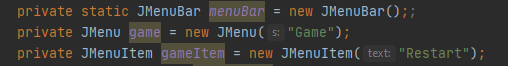 private static JMenuBar menuBar = new JMenuBar();;
private JMenu game = new JMenu( s: "Game");
private JMenuItem gameItem = new JMenuItem( text: "Restart");